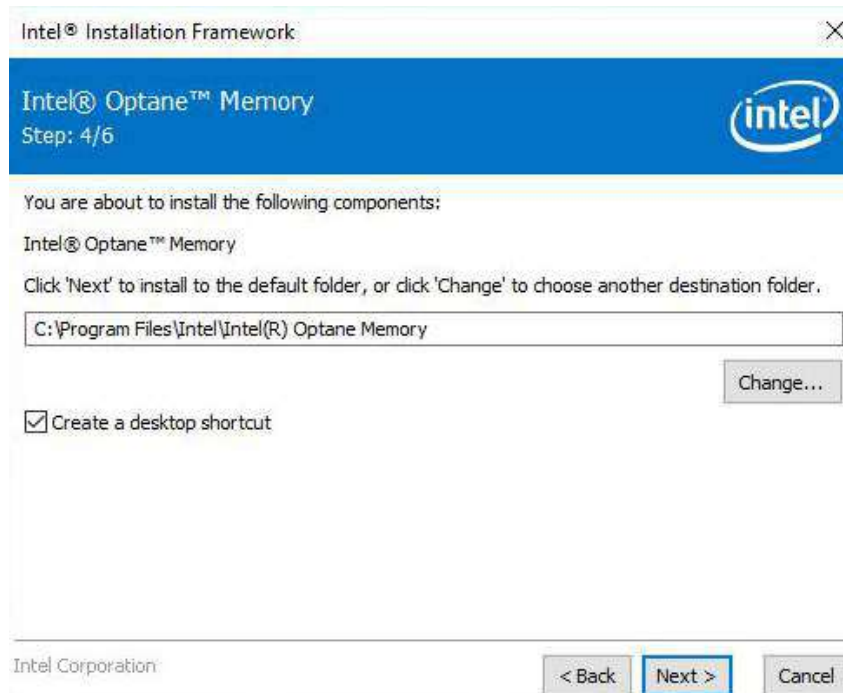 Intel® Installation Framework
Intel® Optane™ Memory
Step: 4/6
intel
You are about to install the following components:
Intel® Optane™ Memory
Click 'Next' to install to the default folder, or click 'Change' to choose another destination folder.
C:\Program Files\Intel\Intel(R) Optane Memory
Change...
Create a desktop shortcut
Intel Corporation
< Back
Next >
Cancel